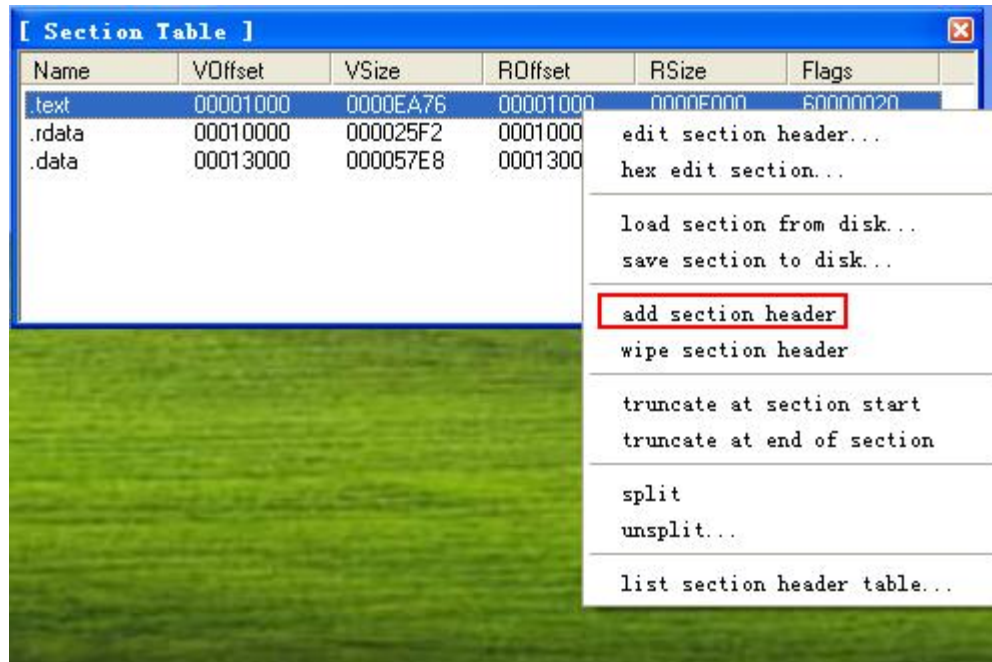 [ Section Table ]
Name VOffset VSize ROffset RSize Flags
.text 00001000 0000EA76 00001000 0000F000 60000020
.rdata 00010000 000025F2 0001000
.data 00013000 000057E8 0001300
edit section header...
hex edit section...
load section from disk...
save section to disk...
add section header
wipe section header
truncate at section start
truncate at end of section
split
unsplit...
list section header table...